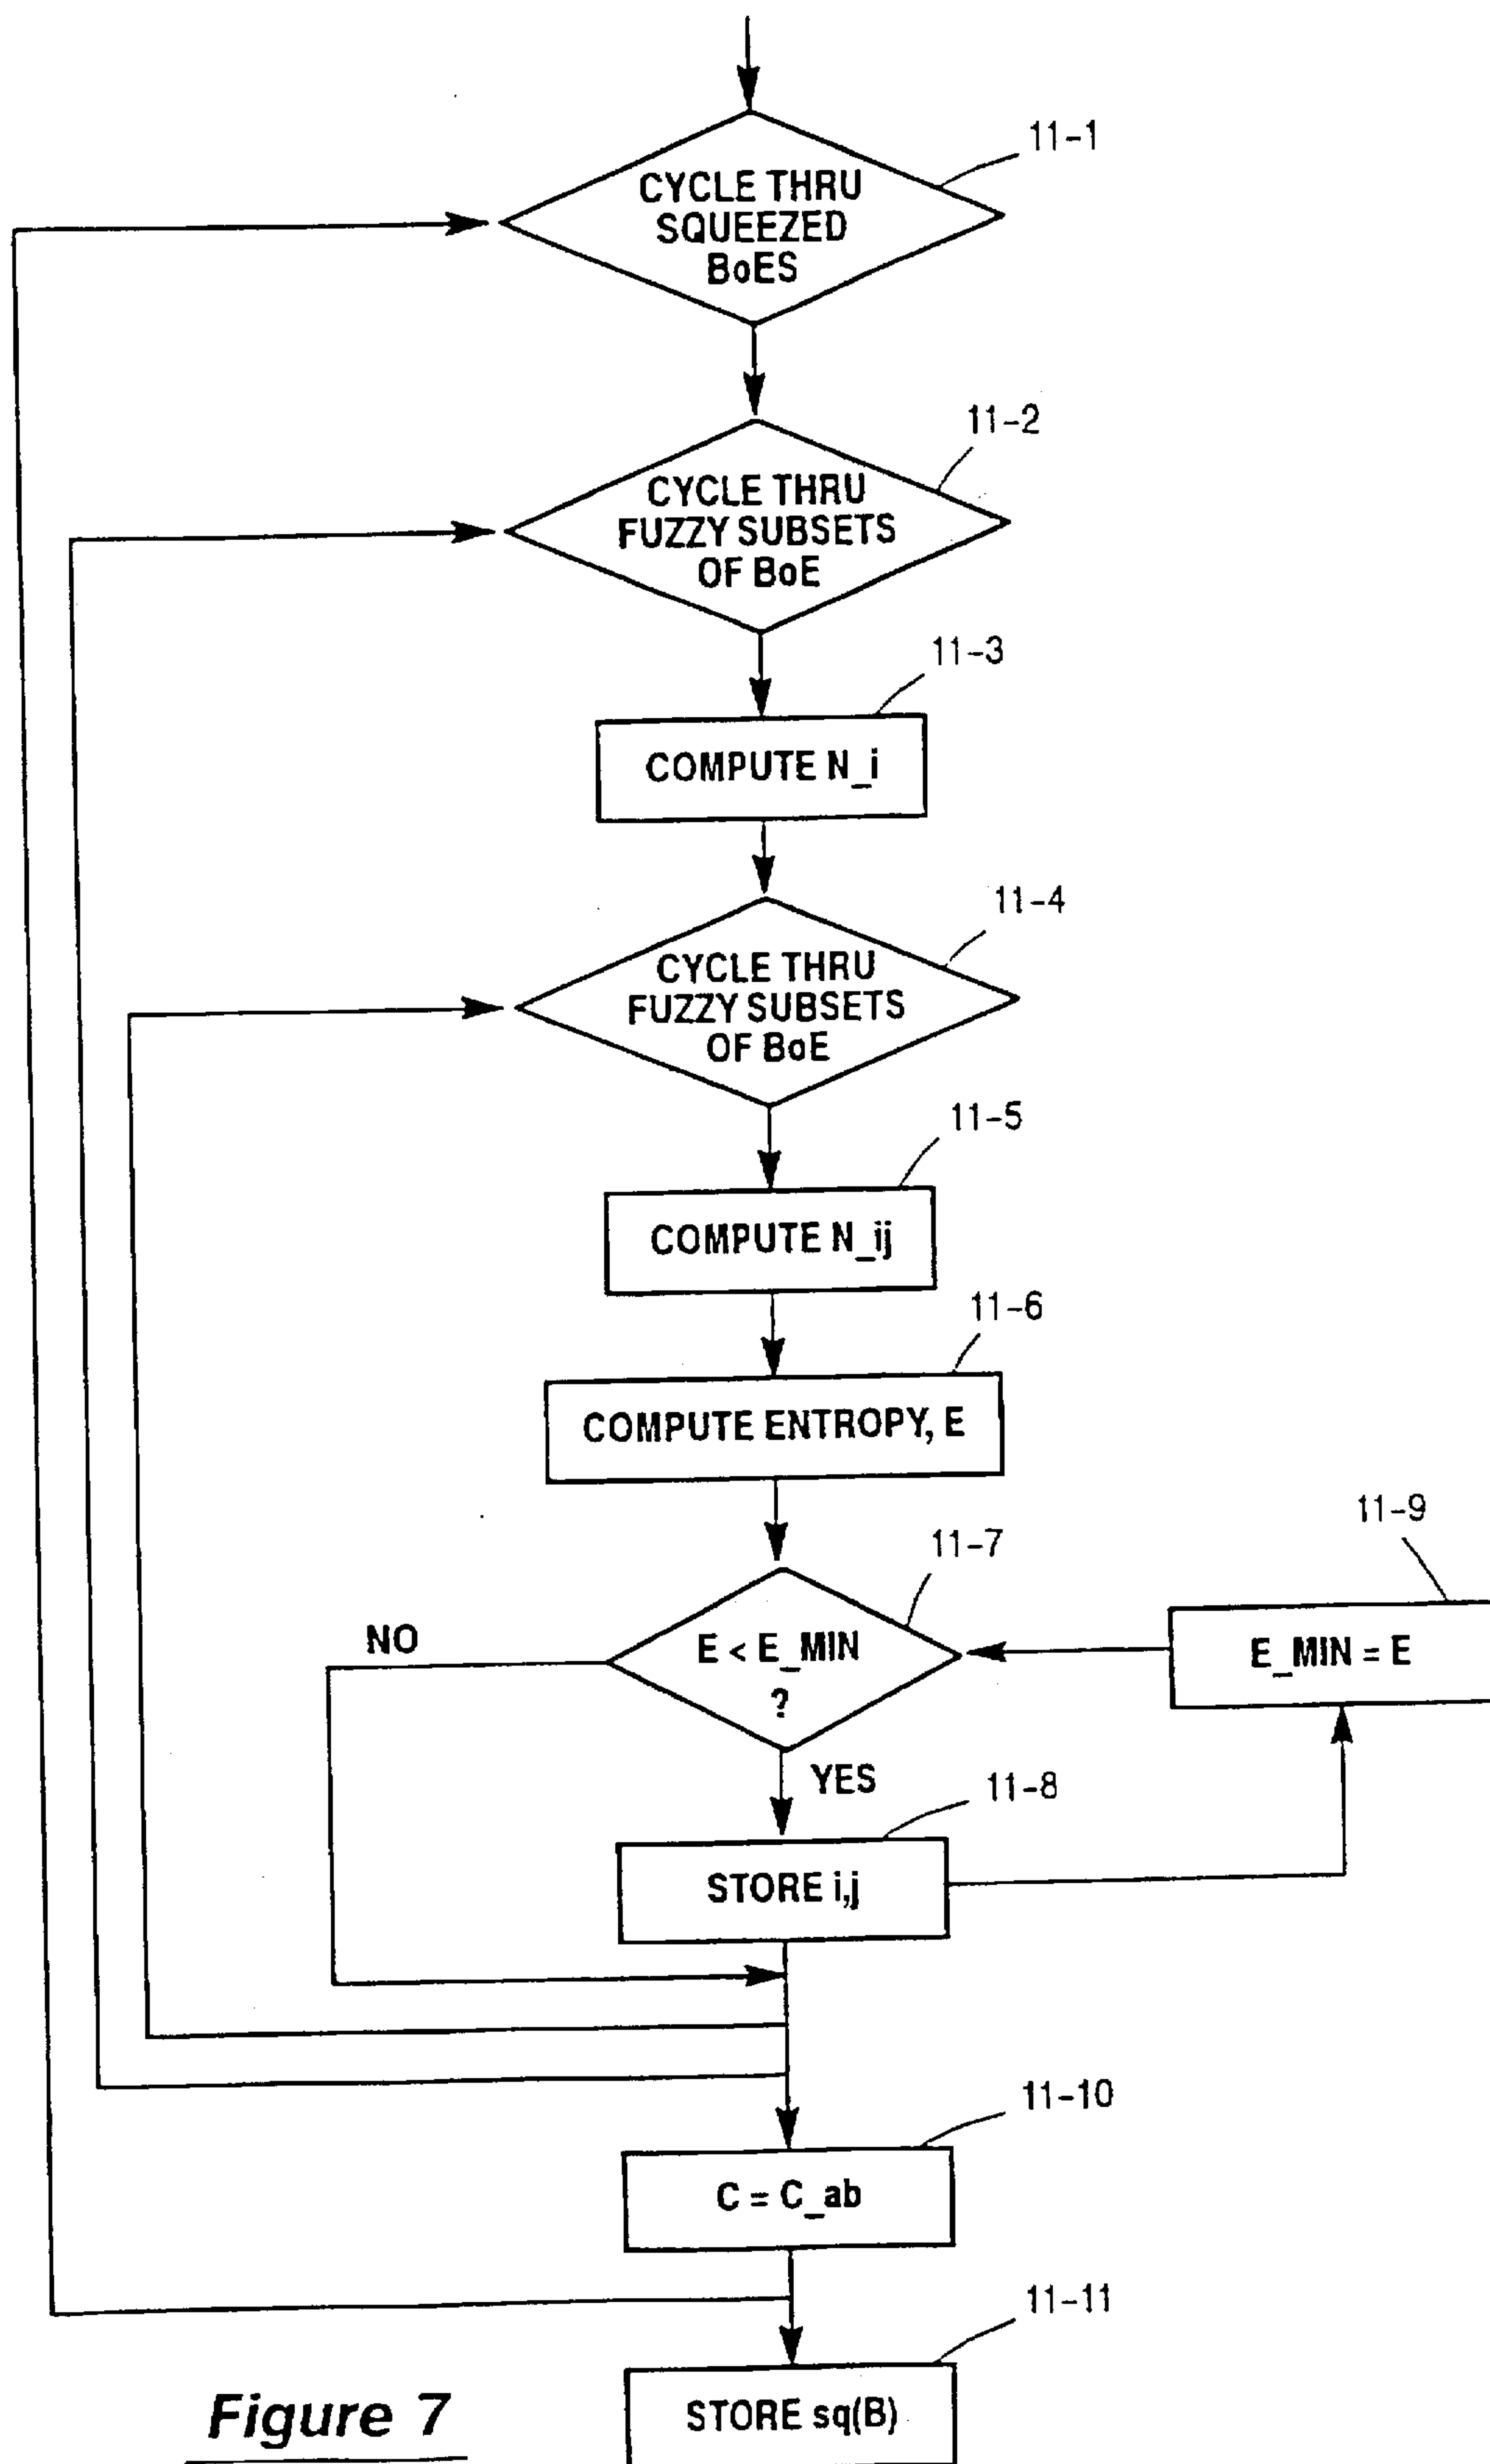 11-1
CYCLE THRU
SQUEEZED
BoES
11-2
CYCLE THRU
FUZZY SUBSETS
OF BoE
11-3
COMPUTE N_i
11-4
CYCLE THRU
FUZZY SUBSETS
OF BoE
11-5
COMPUTE N_ij
11-6
COMPUTE ENTROPY, E
11-7
11-9
NO
E < E_MIN
?
E_MIN = E
YES
11-8
STORE i,j
11-10
C = C_ab
11-11
STORE sq(B)
Figure 7